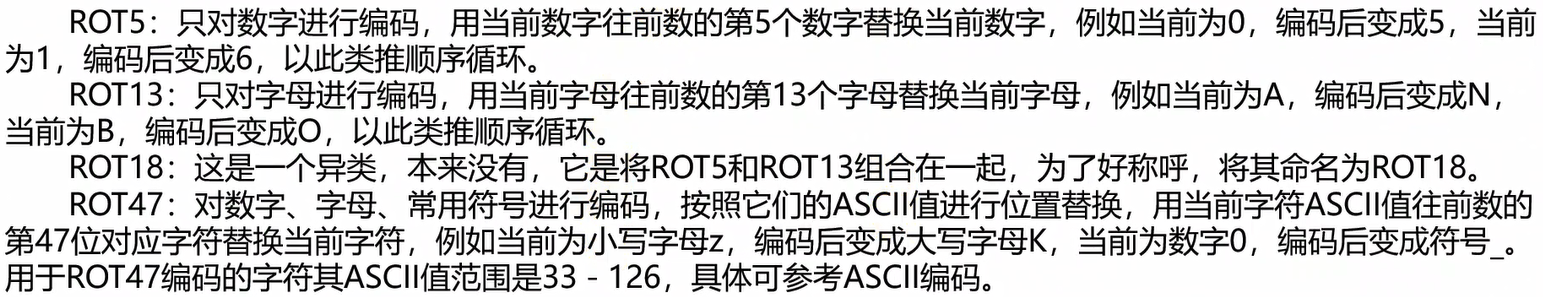 ROT5：只对数字进行编码，用当前数字往前数的第5个数字替换当前数字，例如当前为0，编码后变成5，当前
为1，编码后变成6，以此类推顺序循环。
ROT13：只对字母进行编码，用当前字母往前数的第13个字母替换当前字母，例如当前为A，编码后变成N，
当前为B，编码后变成O，以此类推顺序循环。
ROT18：这是一个异类，本来没有，它是将ROT5和ROT13组合在一起，为了好称呼，将其命名为ROT18。
ROT47：对数字、字母、常用符号进行编码，按照它们的ASCII值进行位置替换，用当前字符ASCII值往前数的
第47位对应字符替换当前字符，例如当前为小写字母z，编码后变成大写字母K，当前为数字0，编码后变成符号_。
用于ROT47编码的字符其ASCII值范围是33－126，具体可参考ASCII编码。